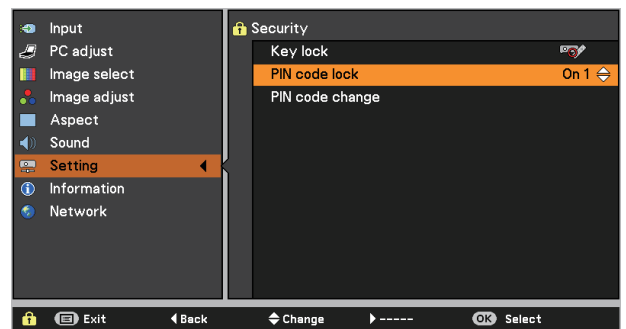 Input
PC adjust
Image select
Image adjust
Aspect
Sound
Setting
Information
Network
Security
Key lock
PIN code lock On 1
PIN code change
Exit Back Change ----- OK Select